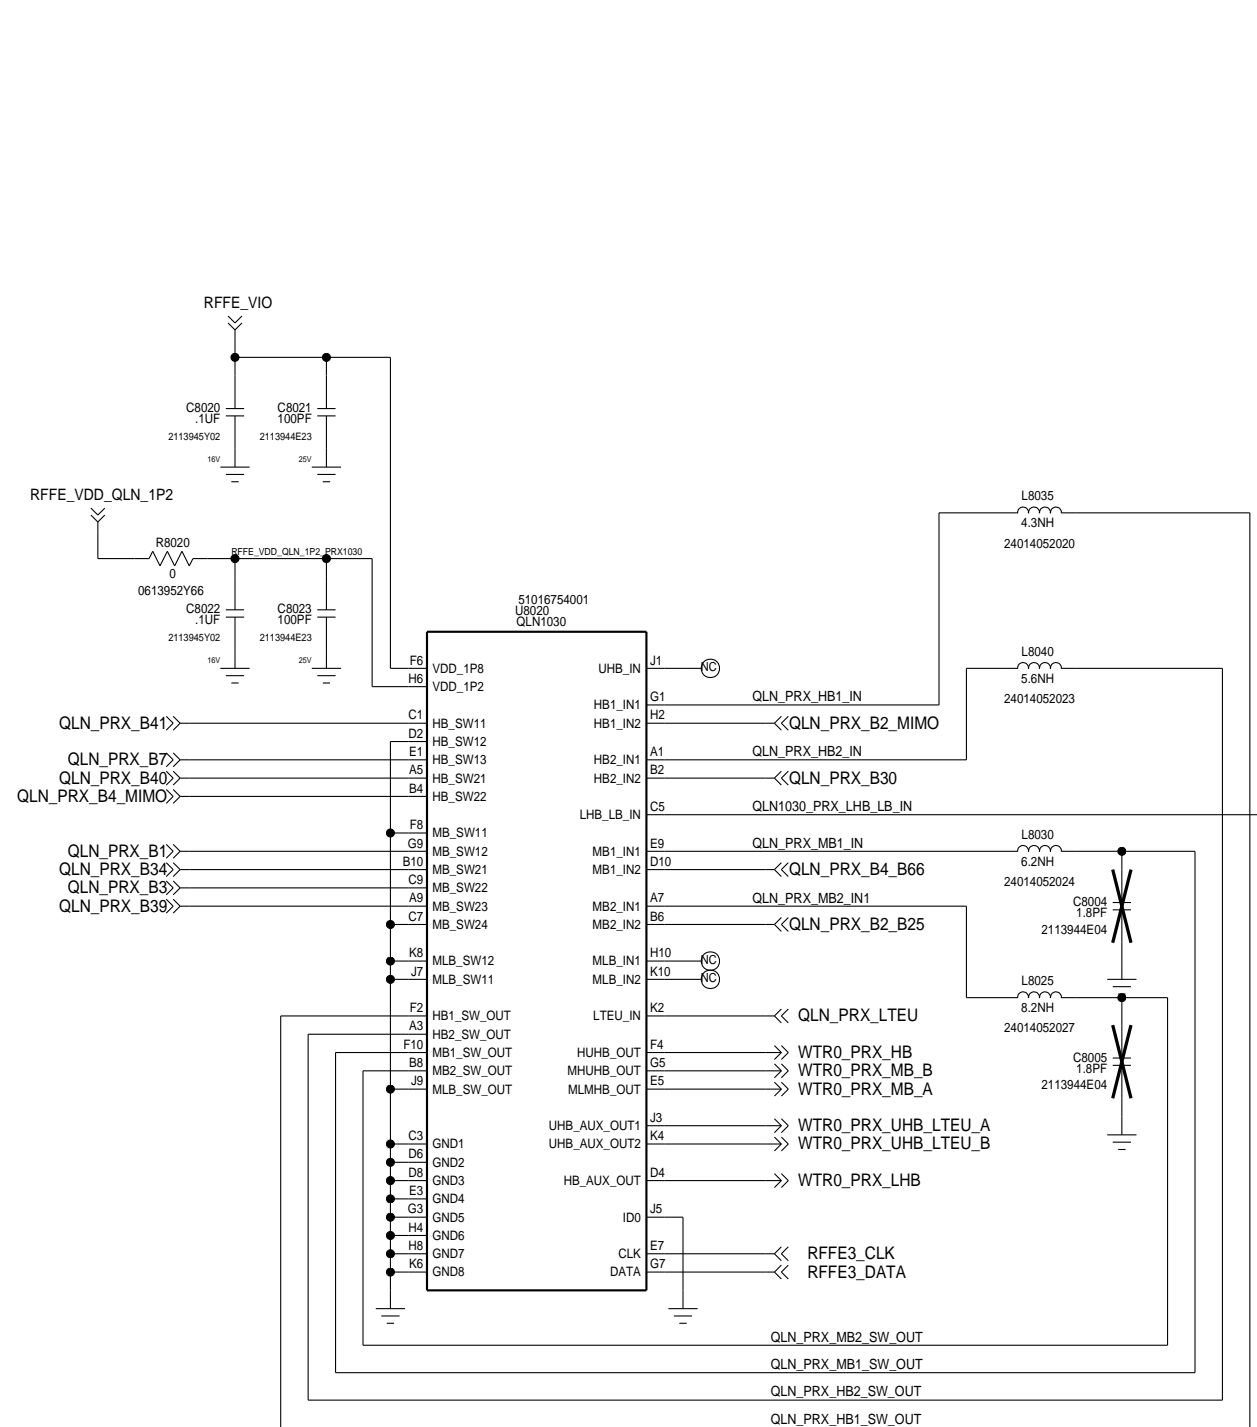 RFFE_VIO
C8020
.1UF
2113945Y02
16V
C8021
100PF
2113944E23
25V
RFFE_VDD_QLN_1P2
R8020
0
0613952Y66
RFFE_VDD_QLN_1P2_PRX1030
C8022
.1UF
2113945Y02
16V
C8023
100PF
2113944E23
25V
L8035
4.3NH
24014052020
51016754001
U8020
QLN1030
L8040
5.6NH
24014052023
F6 VDD_1P8
H6 VDD_1P2
QLN_PRX_B41 C1 HB_SW11
D2 HB_SW12
QLN_PRX_B7 E1 HB_SW13
QLN_PRX_B40 A5 HB_SW21
QLN_PRX_B4_MIMO B4 HB_SW22
F8 MB_SW11
QLN_PRX_B1 G9 MB_SW12
QLN_PRX_B34 B10 MB_SW21
QLN_PRX_B3 C9 MB_SW22
QLN_PRX_B39 A9 MB_SW23
C7 MB_SW24
K8 MLB_SW12
J7 MLB_SW11
F2 HB1_SW_OUT
A3 HB2_SW_OUT
F10 MB1_SW_OUT
B8 MB2_SW_OUT
J9 MLB_SW_OUT
C3 GND1
D6 GND2
D8 GND3
E3 GND4
G3 GND5
H4 GND6
H8 GND7
K6 GND8
UHB_IN J1 NC
HB1_IN1 G1 QLN_PRX_HB1_IN
HB1_IN2 H2 QLN_PRX_B2_MIMO
HB2_IN1 A1 QLN_PRX_HB2_IN
HB2_IN2 B2 QLN_PRX_B30
LHB_LB_IN C5 QLN1030_PRX_LHB_LB_IN
MB1_IN1 E9 QLN_PRX_MB1_IN
MB1_IN2 D10 QLN_PRX_B4_B66
MB2_IN1 A7 QLN_PRX_MB2_IN1
MB2_IN2 B6 QLN_PRX_B2_B25
MLB_IN1 H10 NC
MLB_IN2 K10 NC
LTEU_IN K2 QLN_PRX_LTEU
HUHB_OUT F4 WTR0_PRX_HB
MHUHB_OUT G5 WTR0_PRX_MB_B
MLMHB_OUT E5 WTR0_PRX_MB_A
UHB_AUX_OUT1 J3 WTR0_PRX_UHB_LTEU_A
UHB_AUX_OUT2 K4 WTR0_PRX_UHB_LTEU_B
HB_AUX_OUT D4 WTR0_PRX_LHB
ID0 J5
CLK E7 RFFE3_CLK
DATA G7 RFFE3_DATA
L8030
6.2NH
24014052024
C8004
1.8PF
2113944E04
L8025
8.2NH
24014052027
C8005
1.8PF
2113944E04
QLN_PRX_MB2_SW_OUT
QLN_PRX_MB1_SW_OUT
QLN_PRX_HB2_SW_OUT
QLN_PRX_HB1_SW_OUT